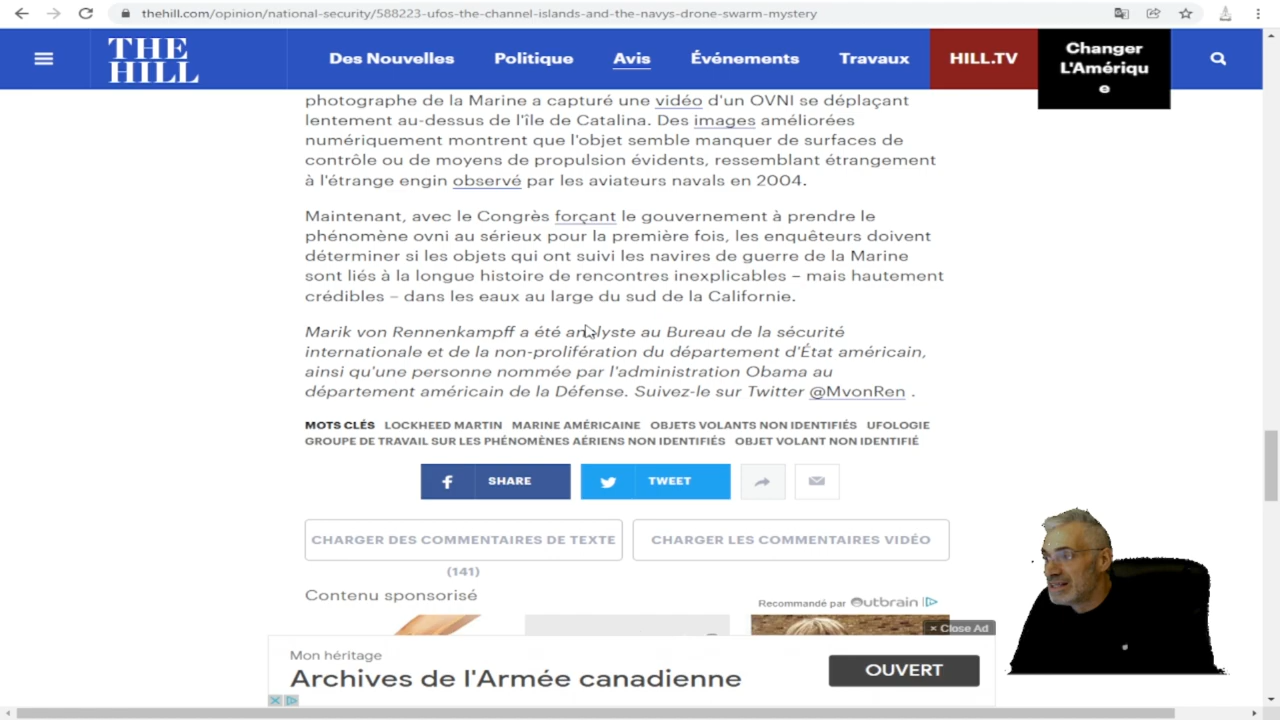 thehill.com/opinion/national-security/588223-ufos-the-channel-islands-and-the-navys-drone-swarm-mystery
THE HILL
Des Nouvelles
Politique
Avis
Événements
Travaux
HILL.TV
Changer
L'Amériqu
e
photographe de la Marine a capturé une vidéo d'un OVNI se déplaçant
lentement au-dessus de l'île de Catalina. Des images améliorées
numériquement montrent que l'objet semble manquer de surfaces de
contrôle ou de moyens de propulsion évidents, ressemblant étrangement
à l'étrange engin observé par les aviateurs navals en 2004.
Maintenant, avec le Congrès forçant le gouvernement à prendre le
phénomène ovni au sérieux pour la première fois, les enquêteurs doivent
déterminer si les objets qui ont suivi les navires de guerre de la Marine
sont liés à la longue histoire de rencontres inexplicables – mais hautement
crédibles – dans les eaux au large du sud de la Californie.
Marik von Rennenkampff a été analyste au Bureau de la sécurité
internationale et de la non-prolifération du département d'État américain,
ainsi qu'une personne nommée par l'administration Obama au
département américain de la Défense. Suivez-le sur Twitter @MvonRen .
MOTS CLÉS LOCKHEED MARTIN MARINE AMÉRICAINE OBJETS VOLANTS NON IDENTIFIÉS UFOLOGIE
GROUPE DE TRAVAIL SUR LES PHÉNOMÈNES AÉRIENS NON IDENTIFIÉS OBJET VOLANT NON IDENTIFIÉ
SHARE
TWEET
CHARGER DES COMMENTAIRES DE TEXTE
(141)
CHARGER LES COMMENTAIRES VIDÉO
Contenu sponsorisé
Recommandé par Outbrain
× Close Ad
Mon héritage
Archives de l'Armée canadienne
OUVERT